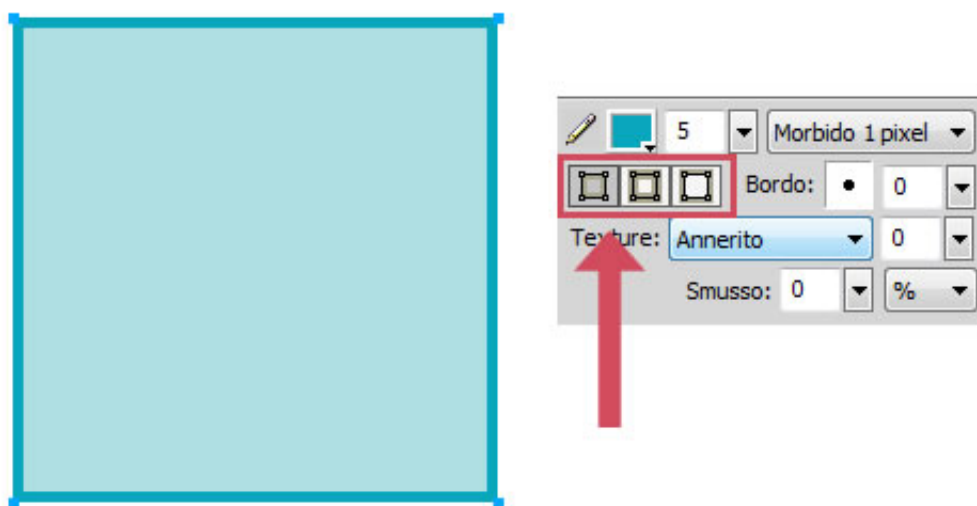 5 Morbido 1 pixel
Bordo: 0
Texture: Annerito 0
Smusso: 0 %